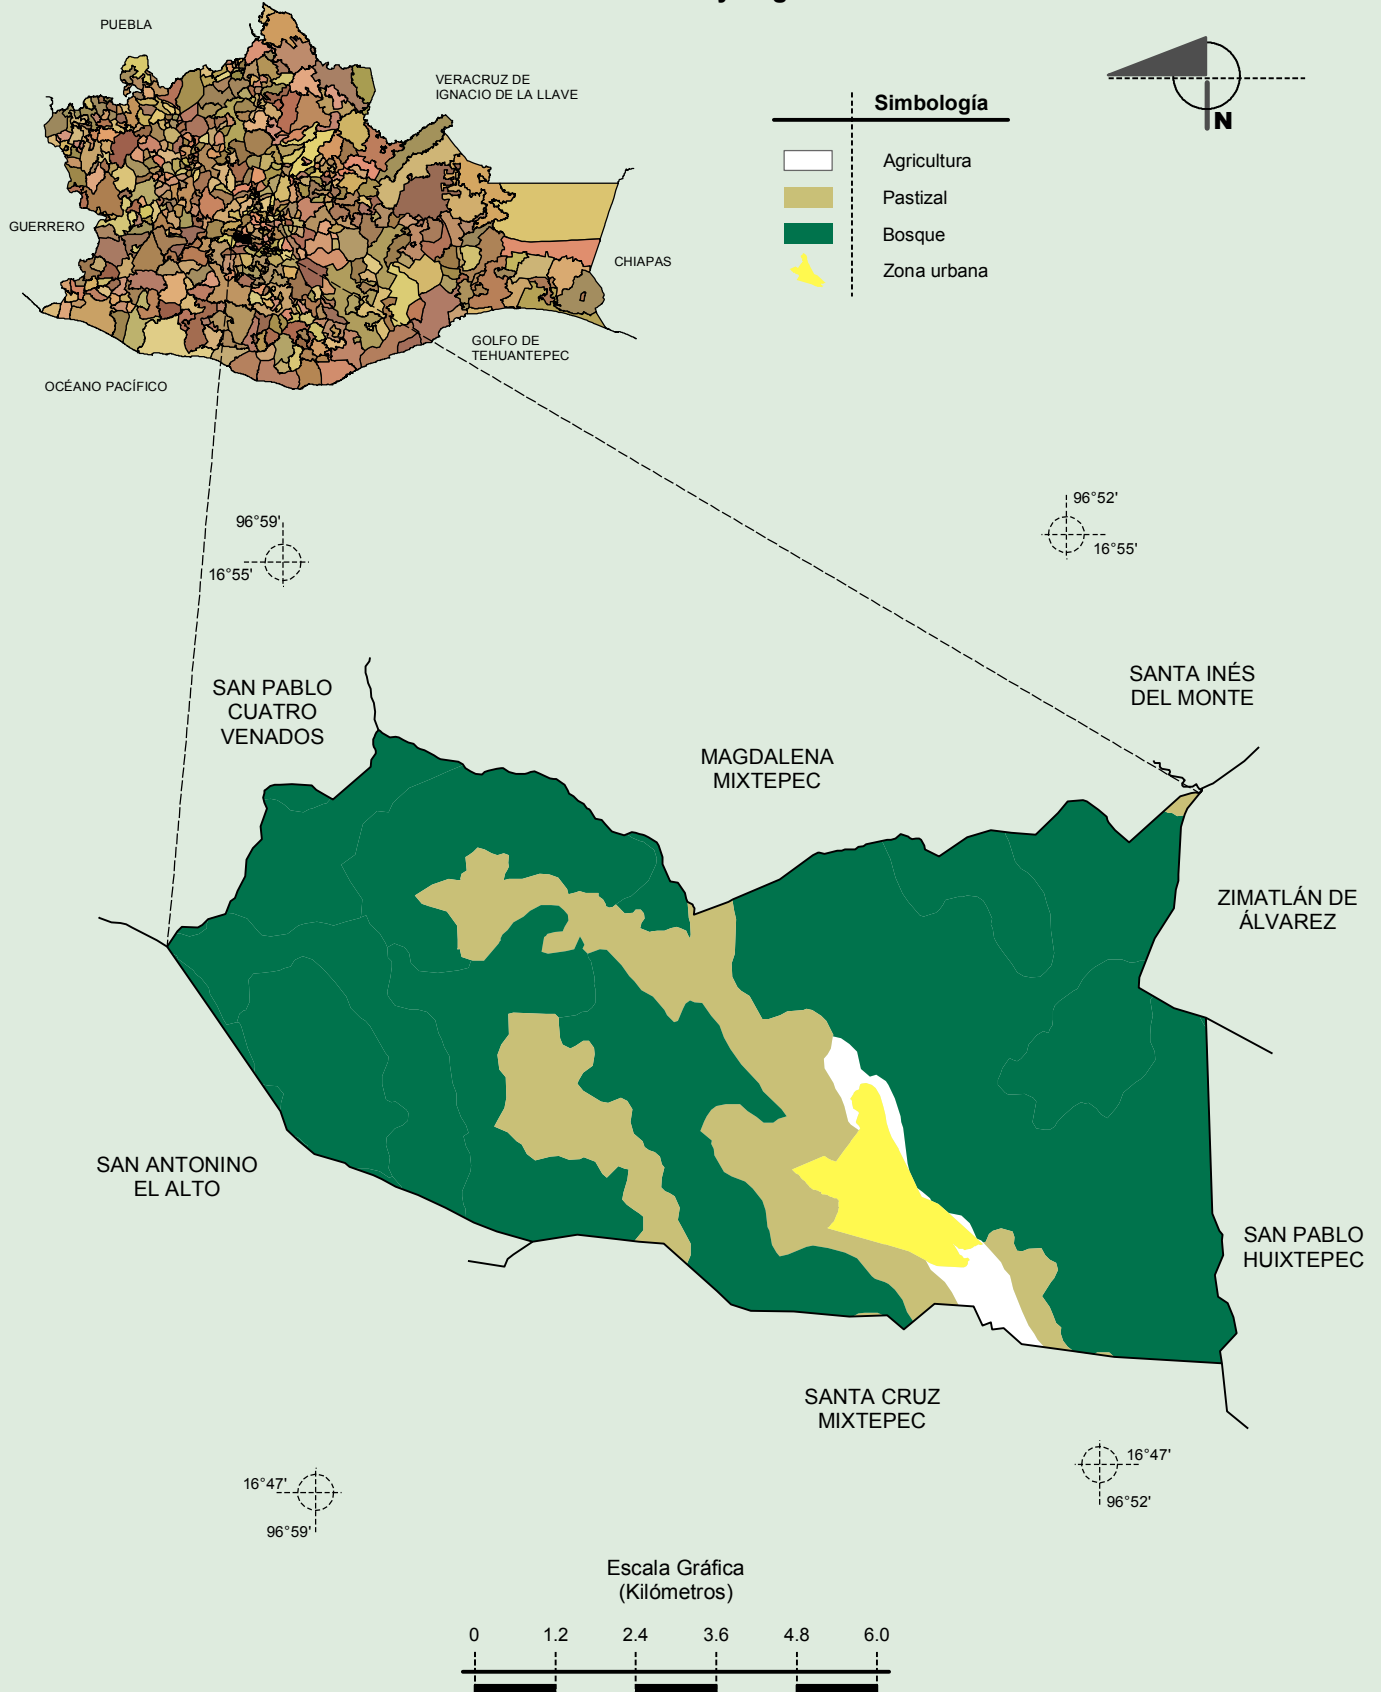 PUEBLA
VERACRUZ DE
IGNACIO DE LA LLAVE
GUERRERO
CHIAPAS
GOLFO DE
TEHUANTEPEC
OCÉANO PACÍFICO
Simbología
Agricultura
Pastizal
Bosque
Zona urbana
N
96°59'
16°55'
96°52'
16°55'
SAN PABLO
CUATRO
VENADOS
MAGDALENA
MIXTEPEC
SANTA INÉS
DEL MONTE
ZIMATLÁN DE
ÁLVAREZ
SAN ANTONINO
EL ALTO
SAN PABLO
HUIXTEPEC
SANTA CRUZ
MIXTEPEC
16°47'
96°59'
16°47'
96°52'
Escala Gráfica
(Kilómetros)
0 1.2 2.4 3.6 4.8 6.0